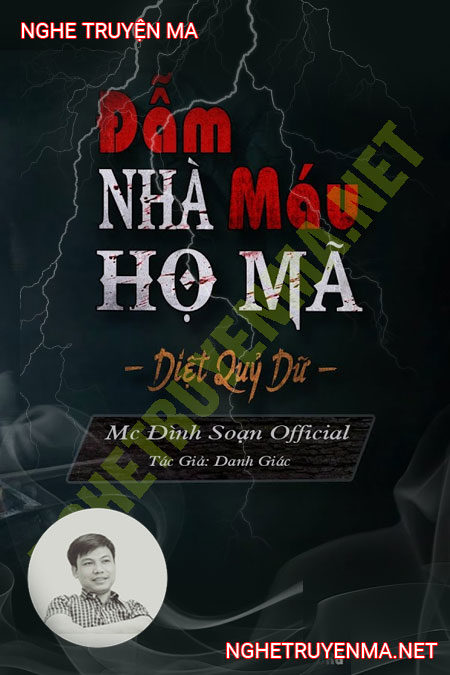 NGHE TRUYỆN MA
Đẫm
NHÀ Máu
HỌ MÃ
– Diệt Quỷ Dữ –
Mc Đình Soạn Official
Tác Giả: Danh Giác
NGHETRUYENMA.NET
NGHETRUYENMA.NET